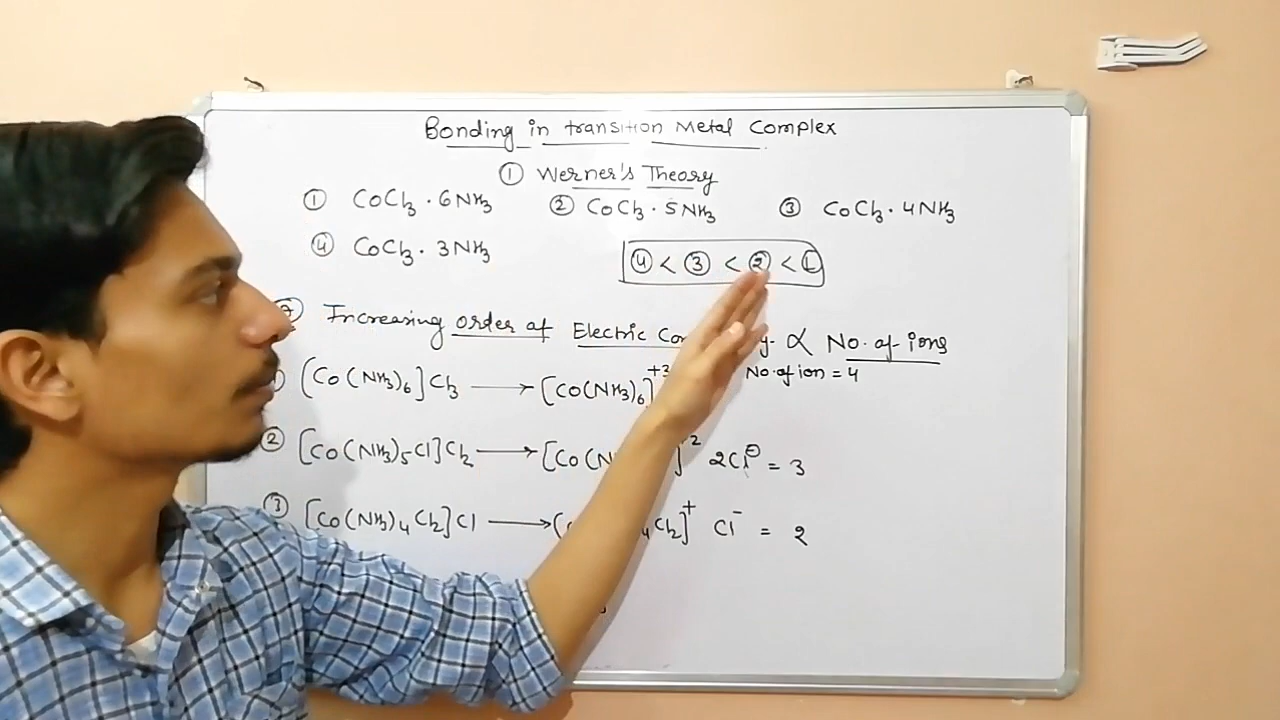 Bonding in transition Metal Complex
① Werner's Theory
① CoCl₃ · 6NH₃ ② CoCl₃ · 5NH₃ ③ CoCl₃ · 4NH₃
④ CoCl₃ · 3NH₃ ④ < ③ < ② < ①
Increasing order of Electric ∝ No. of ions
[Co(NH₃)₆]Cl₃ → [Co(NH₃)₆]⁺³ No. of ion = 4
② [Co(NH₃)₅Cl]Cl₂ → [Co(N ]² 2Cl⊖ = 3
③ [Co(NH₃)₄Cl₂]Cl → ₄Cl₂]⁺ Cl⁻ = 2